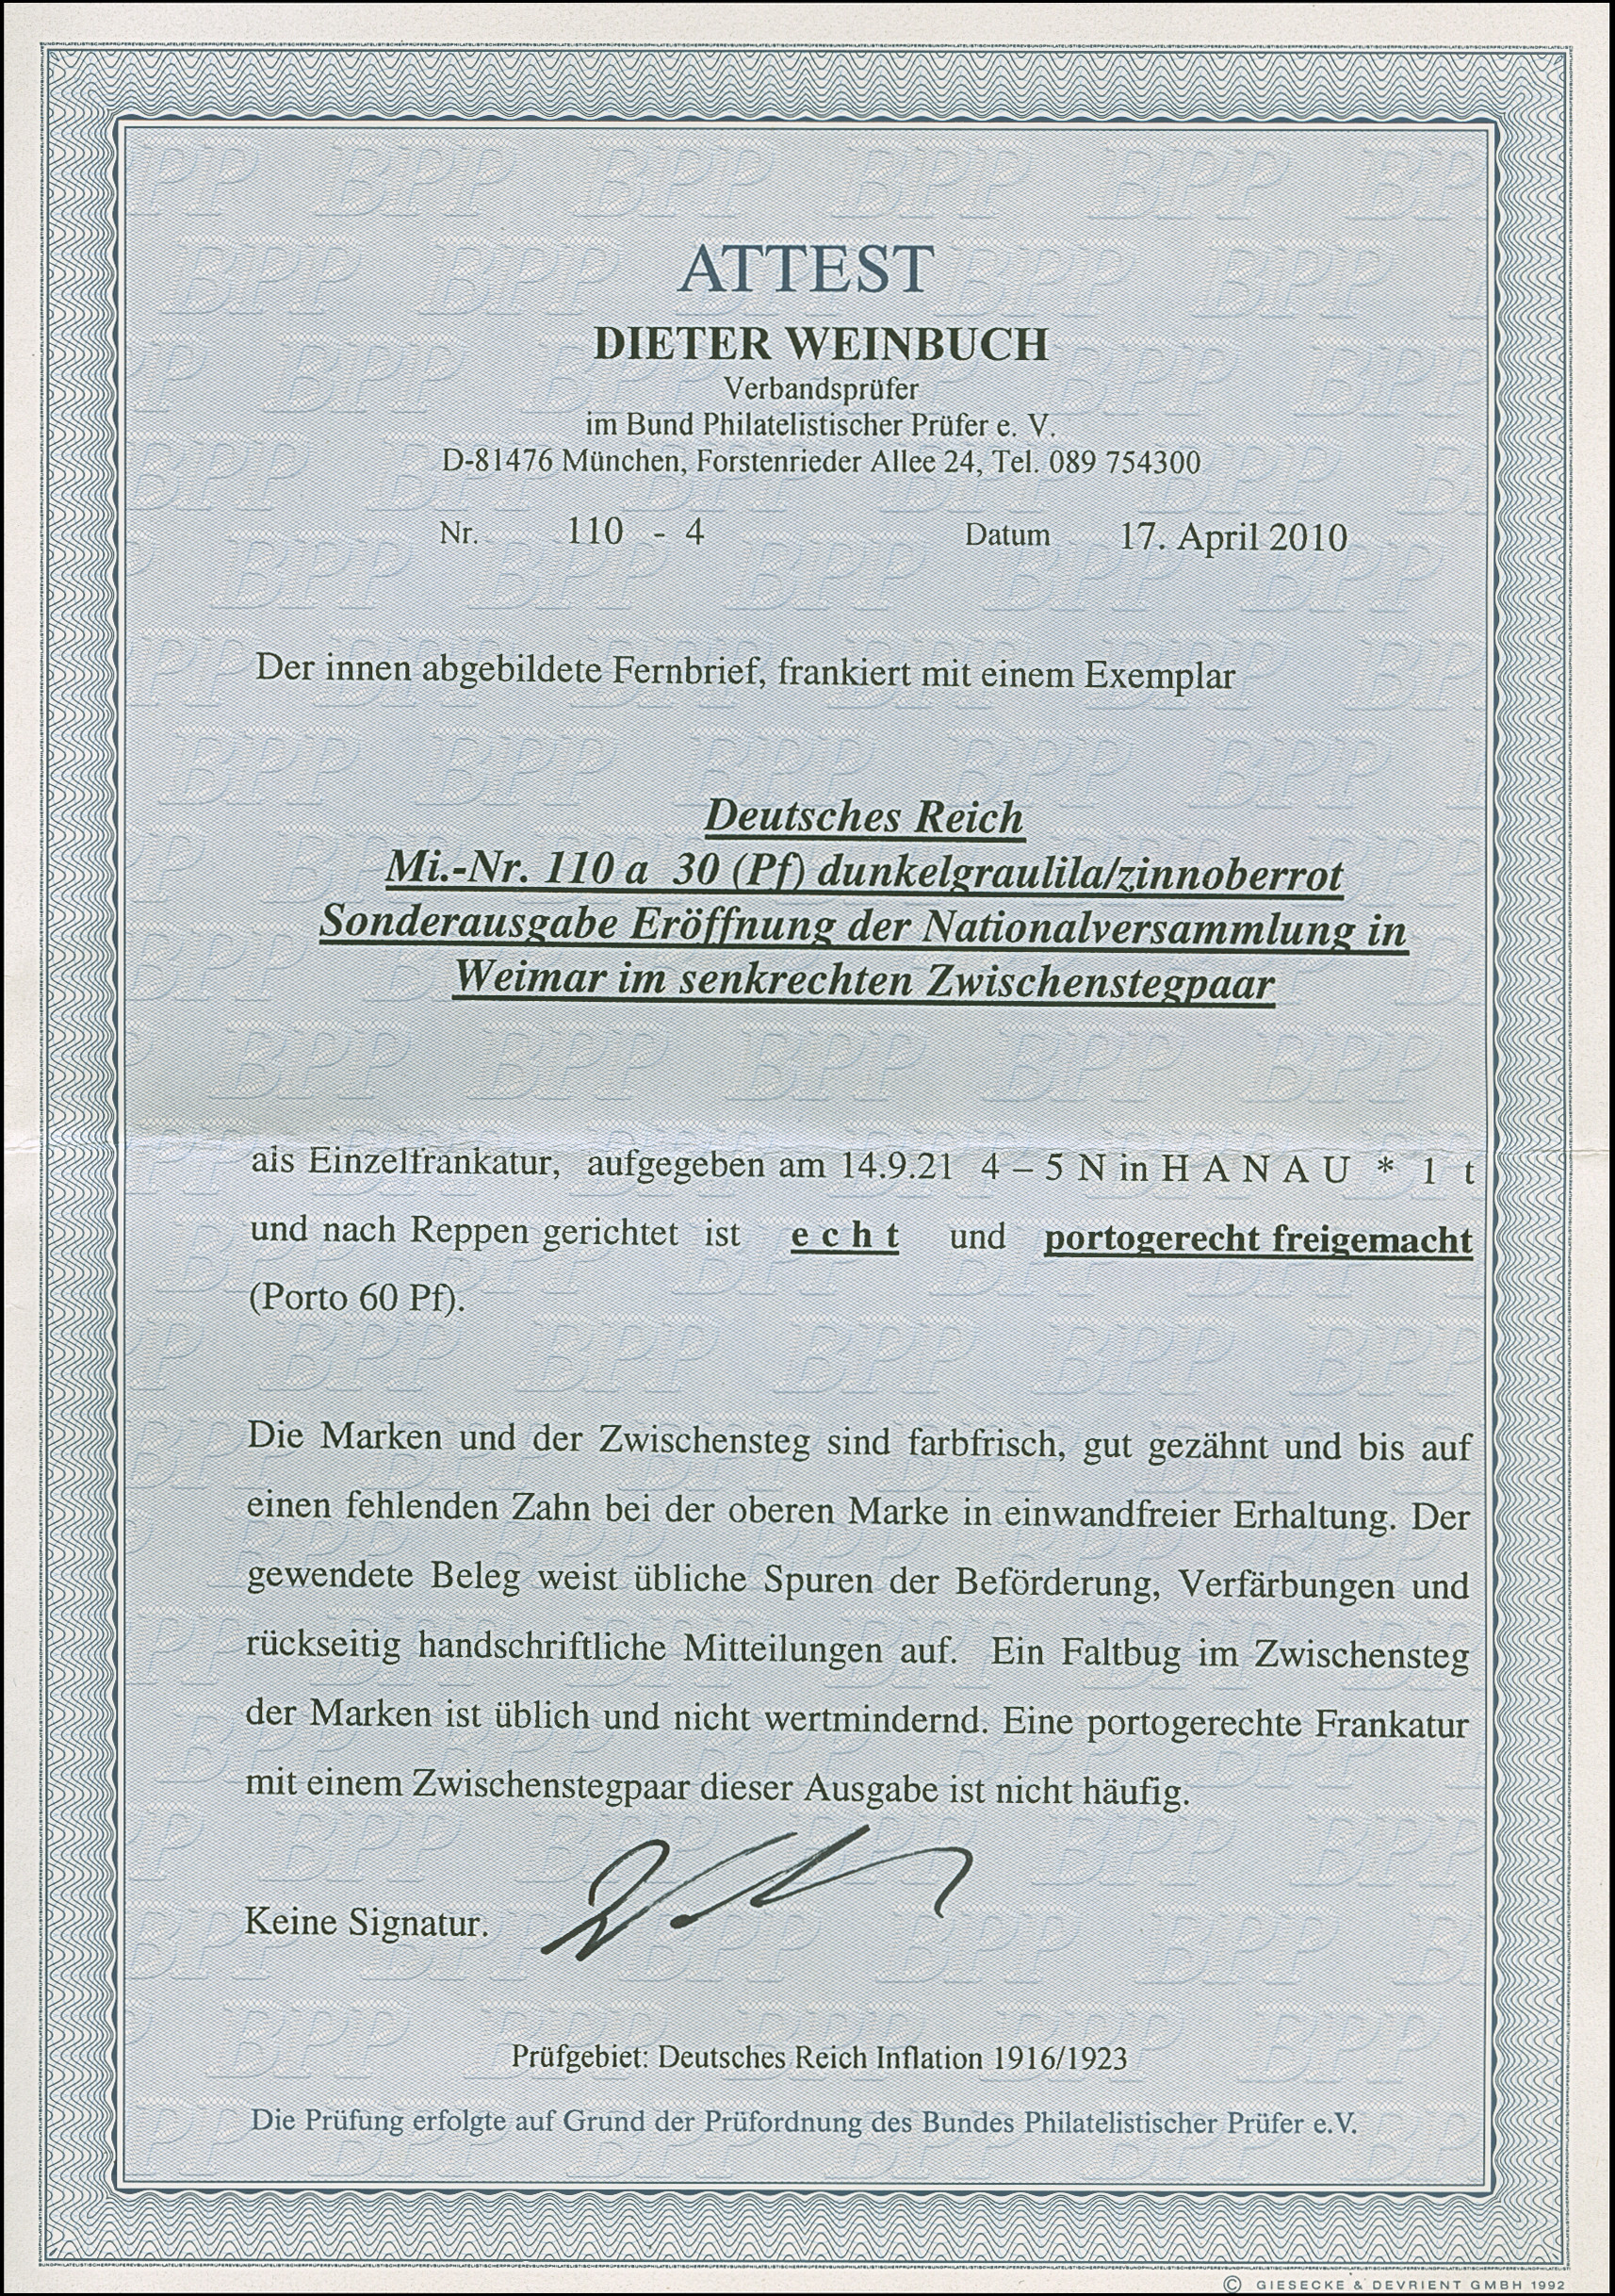 ATTEST
DIETER WEINBUCH
Verbandsprüfer
im Bund Philatelistischer Prüfer e. V.
D-81476 München, Forstenrieder Allee 24, Tel. 089 754300
Nr. 110 - 4 Datum 17. April 2010
Der innen abgebildete Fernbrief, frankiert mit einem Exemplar
Deutsches Reich
Mi.-Nr. 110 a 30 (Pf) dunkelgraulila/zinnoberrot
Sonderausgabe Eröffnung der Nationalversammlung in
Weimar im senkrechten Zwischenstegpaar
als Einzelfrankatur, aufgegeben am 14.9.21 4 – 5 N in H A N A U * 1 t
und nach Reppen gerichtet ist e c h t und portogerecht freigemacht
(Porto 60 Pf).
Die Marken und der Zwischensteg sind farbfrisch, gut gezähnt und bis auf
einen fehlenden Zahn bei der oberen Marke in einwandfreier Erhaltung. Der
gewendete Beleg weist übliche Spuren der Beförderung, Verfärbungen und
rückseitig handschriftliche Mitteilungen auf. Ein Faltbug im Zwischensteg
der Marken ist üblich und nicht wertmindernd. Eine portogerechte Frankatur
mit einem Zwischenstegpaar dieser Ausgabe ist nicht häufig.
Keine Signatur.
Prüfgebiet: Deutsches Reich Inflation 1916/1923
Die Prüfung erfolgte auf Grund der Prüfordnung des Bundes Philatelistischer Prüfer e.V.
© GIESECKE & DEVRIENT GMBH 1992